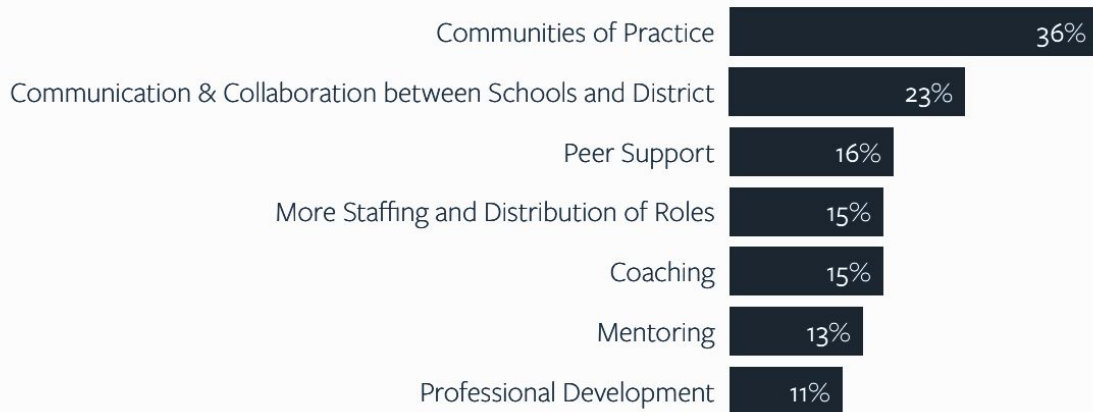 Communities of Practice 36%
Communication & Collaboration between Schools and District 23%
Peer Support 16%
More Staffing and Distribution of Roles 15%
Coaching 15%
Mentoring 13%
Professional Development 11%